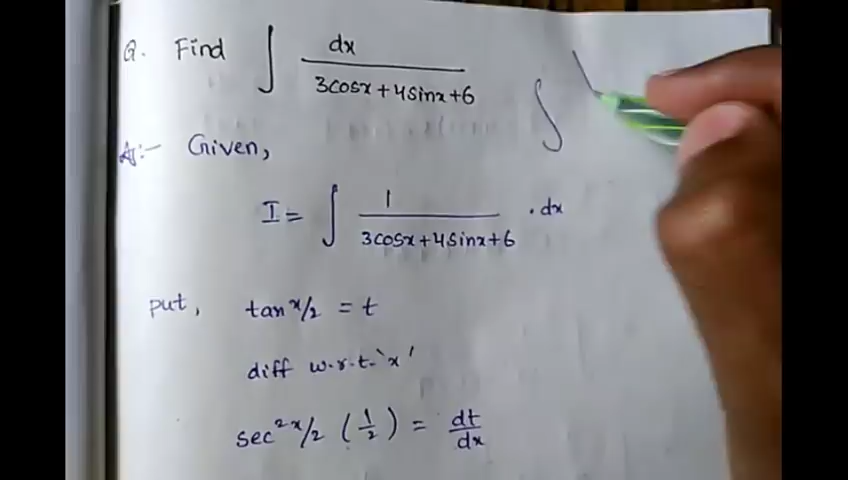 Q. Find ∫ dx / 3cosx+4sinx+6
A:- Given,
I = ∫ 1 / 3cosx+4sinx+6 . dx
∫
put, tan x/2 = t
diff w.r.t. 'x'
sec² x/2 (1/2) = dt/dx